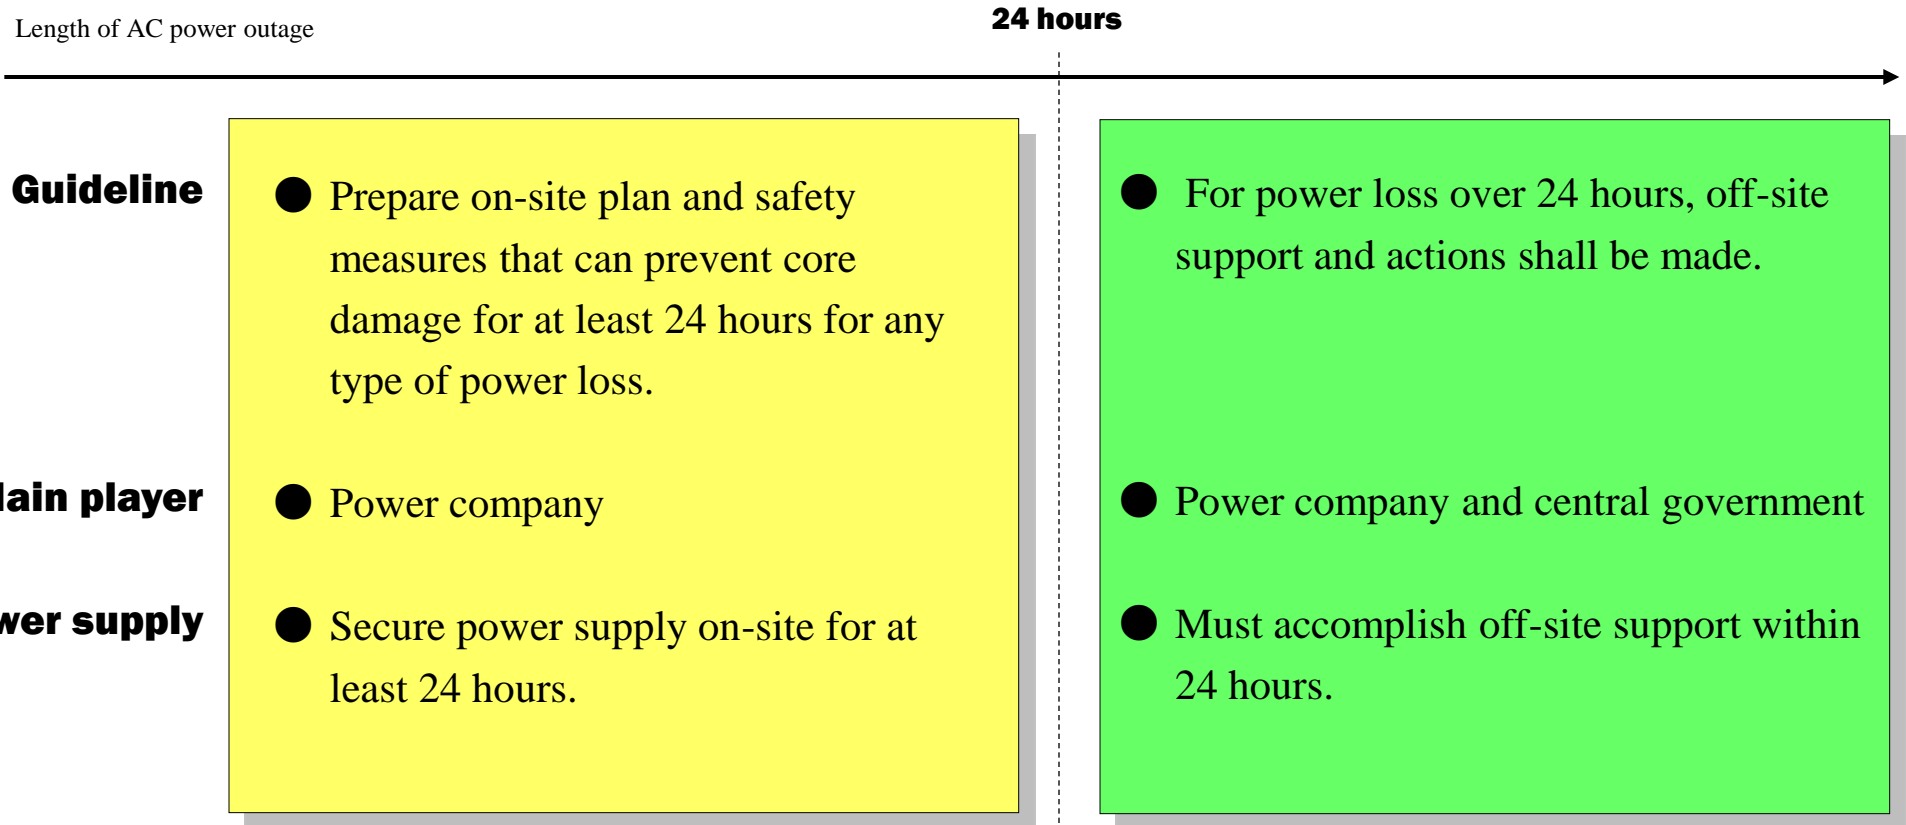 24 hours
Length of AC power outage
Guideline
● Prepare on-site plan and safety
measures that can prevent core
damage for at least 24 hours for any
type of power loss.
● For power loss over 24 hours, off-site
support and actions shall be made.
player
● Power company
● Power company and central government
supply
● Secure power supply on-site for at
least 24 hours.
● Must accomplish off-site support within
24 hours.